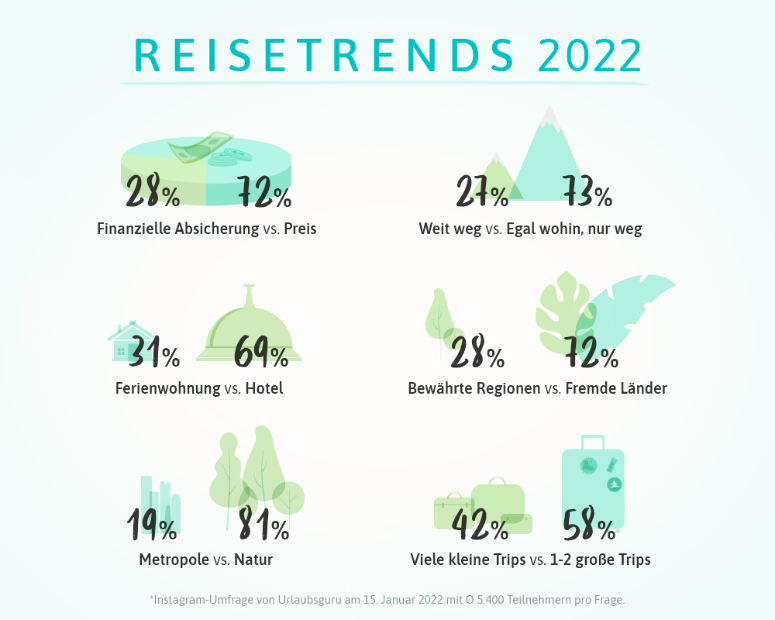 REISETRENDS 2022
28% 72%
Finanzielle Absicherung vs. Preis
27% 73%
Weit weg vs. Egal wohin, nur weg
31% 69%
Ferienwohnung vs. Hotel
28% 72%
Bewährte Regionen vs. Fremde Länder
19% 81%
Metropole vs. Natur
42% 58%
Viele kleine Trips vs. 1-2 große Trips
*Instagram-Umfrage von Urlaubsguru am 15. Januar 2022 mit Ø 5.400 Teilnehmern pro Frage.